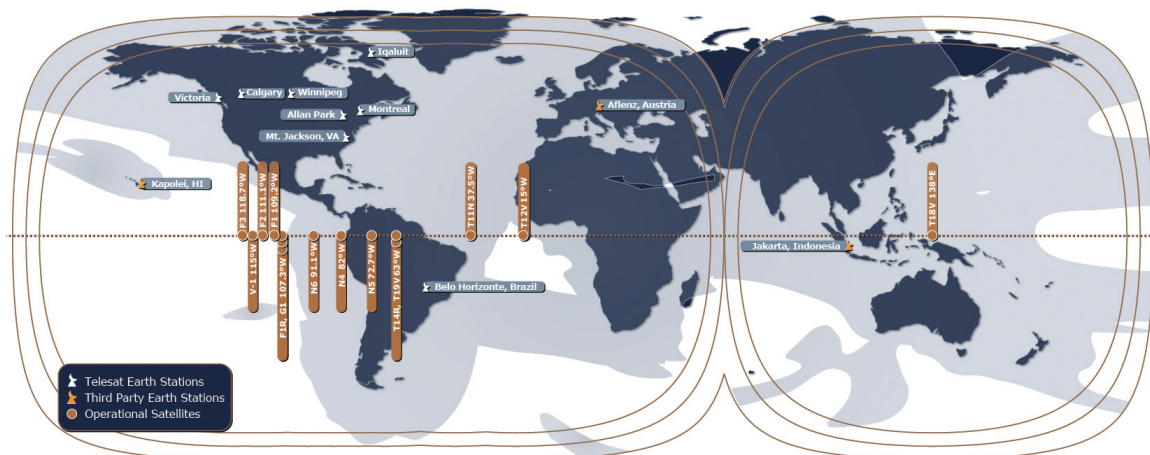 Iqaluit
Victoria
Calgary
Winnipeg
Allan Park
Montreal
Mt. Jackson, VA
Aflenz, Austria
Kapolei, HI
F3 118.7°W
F2 111.1°W
F1 109.2°W
T11N 37.5°W
T12V 15°W
T18V 138°E
Jakarta, Indonesia
V-1 115°W
F1R, G1 107.3°W
N6 91.1°W
N4 82°W
N5 72.7°W
T14R, T19V 63°W
Belo Horizonte, Brazil
Telesat Earth Stations
Third Party Earth Stations
Operational Satellites